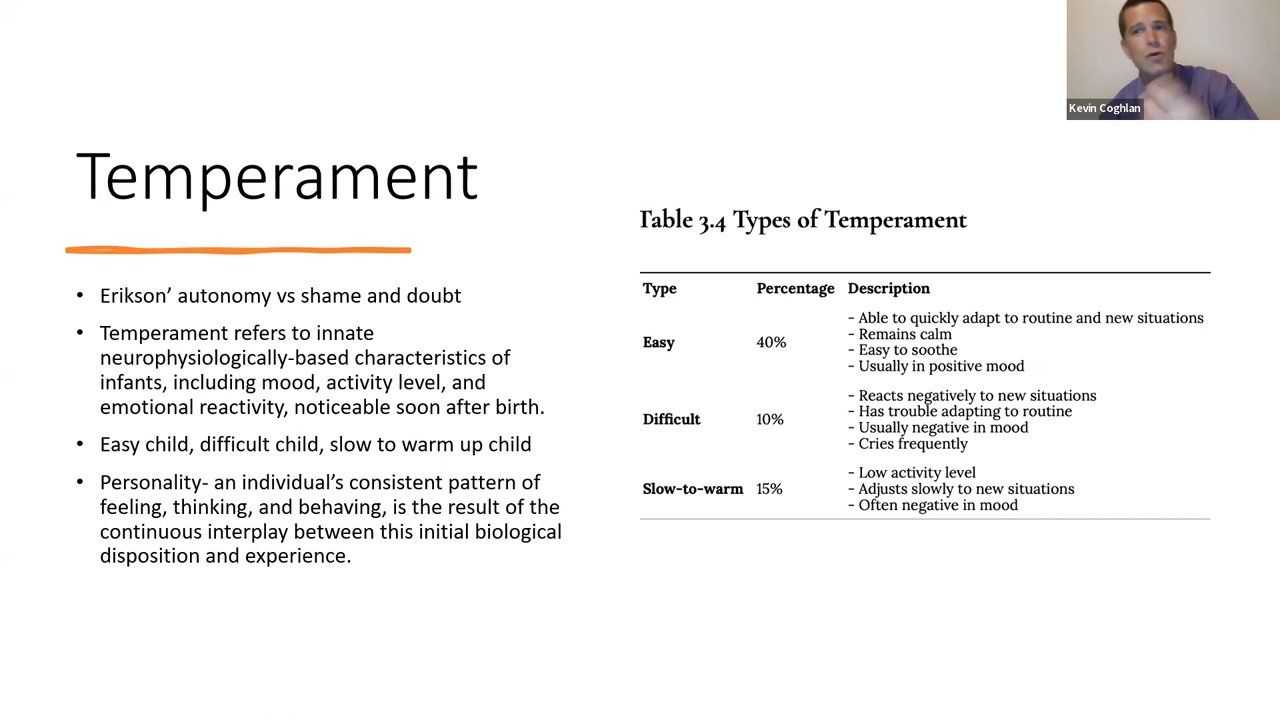 Kevin Coghlan
Temperament
• Erikson’ autonomy vs shame and doubt
• Temperament refers to innate
neurophysiologically-based characteristics of
infants, including mood, activity level, and
emotional reactivity, noticeable soon after birth.
• Easy child, difficult child, slow to warm up child
• Personality- an individual’s consistent pattern of
feeling, thinking, and behaving, is the result of the
continuous interplay between this initial biological
disposition and experience.
Table 3.4 Types of Temperament
Type Percentage Description
Easy 40%
- Able to quickly adapt to routine and new situations
- Remains calm
- Easy to soothe
- Usually in positive mood
Difficult 10%
- Reacts negatively to new situations
- Has trouble adapting to routine
- Usually negative in mood
- Cries frequently
Slow-to-warm 15%
- Low activity level
- Adjusts slowly to new situations
- Often negative in mood